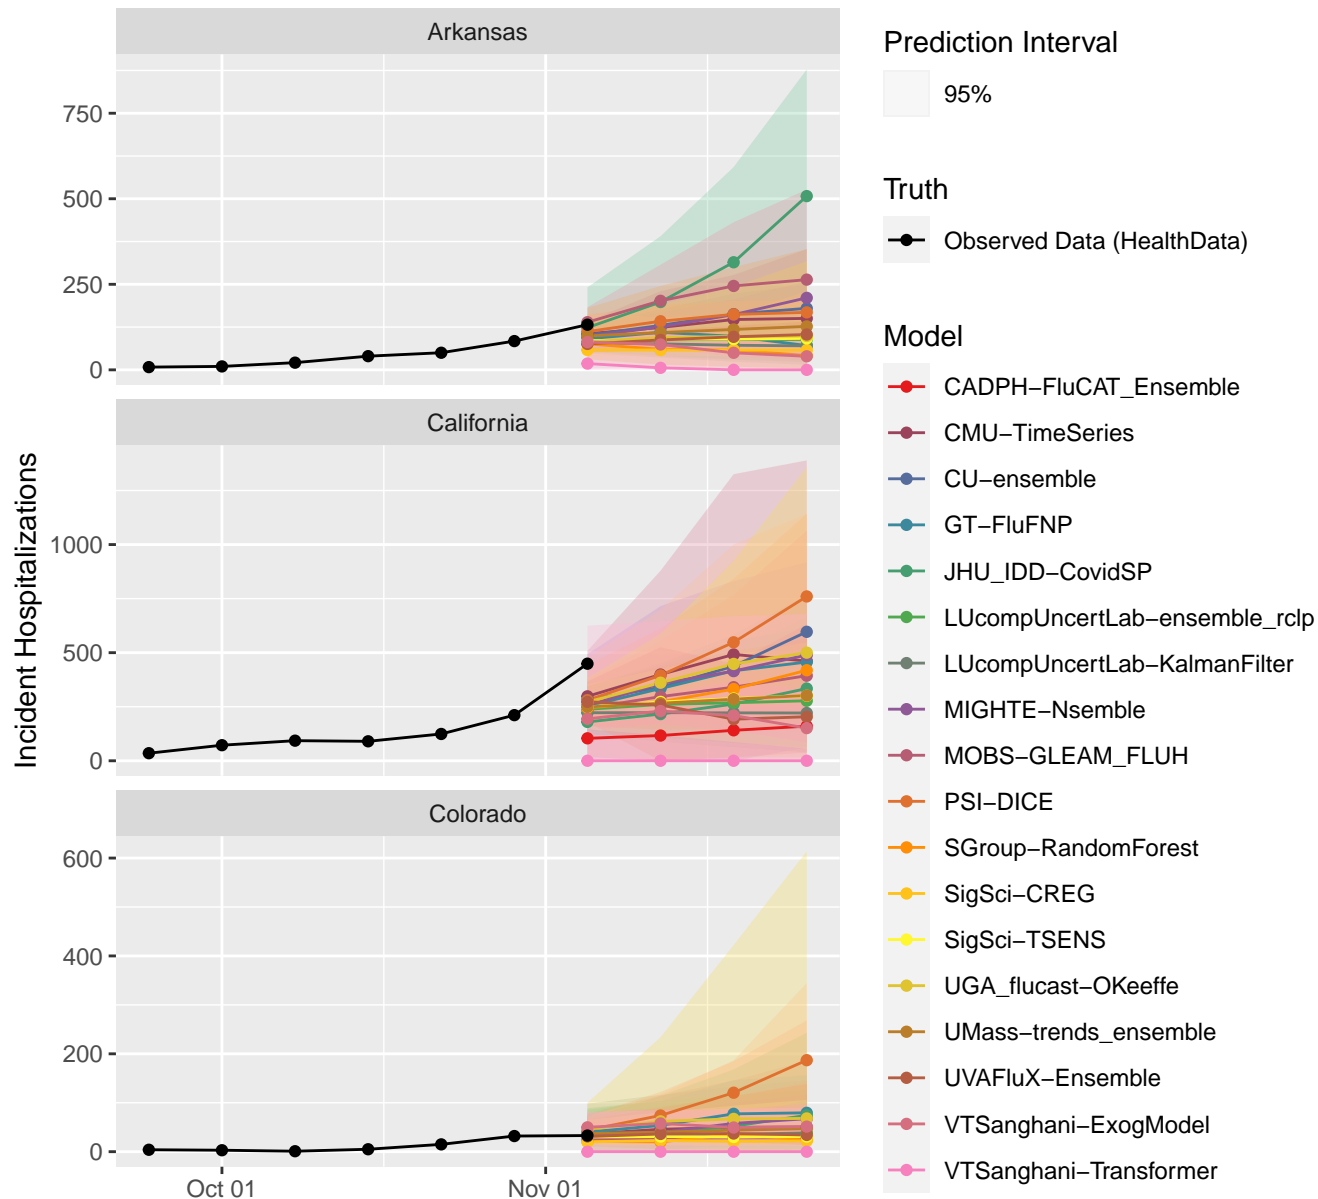 Arkansas
750
500
250
0
California
1000
500
0
Colorado
600
400
200
0
Oct 01
Nov 01
Incident Hospitalizations
Prediction Interval
95%
Truth
Observed Data (HealthData)
Model
CADPH−FluCAT_Ensemble
CMU−TimeSeries
CU−ensemble
GT−FluFNP
JHU_IDD−CovidSP
LUcompUncertLab−ensemble_rclp
LUcompUncertLab−KalmanFilter
MIGHTE−Nsemble
MOBS−GLEAM_FLUH
PSI−DICE
SGroup−RandomForest
SigSci−CREG
SigSci−TSENS
UGA_flucast−OKeeffe
UMass−trends_ensemble
UVAFluX−Ensemble
VTSanghani−ExogModel
VTSanghani−Transformer